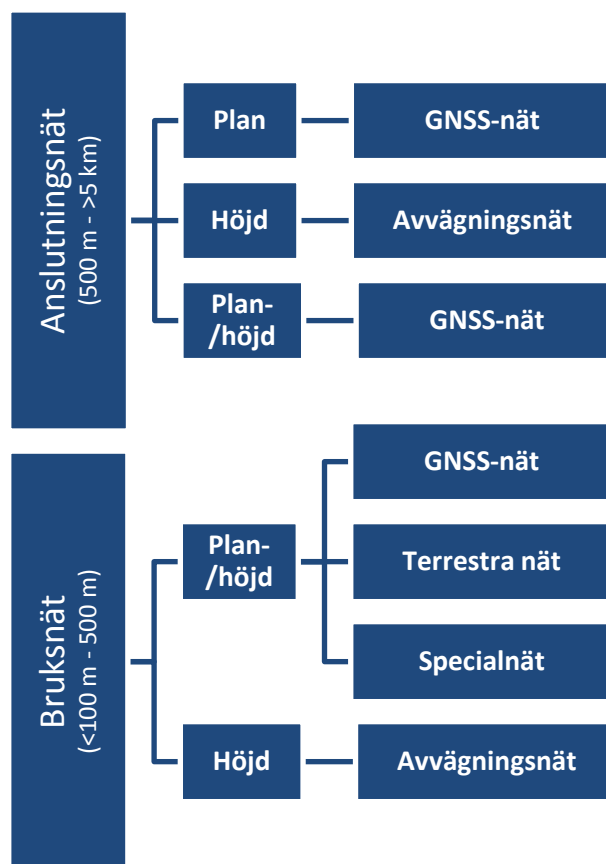 Anslutningsnät
(500 m - >5 km)
Plan
GNSS-nät
Höjd
Avvägningsnät
Plan-
/höjd
GNSS-nät
Bruksnät
(<100 m - 500 m)
Plan-
/höjd
GNSS-nät
Terrestra nät
Specialnät
Höjd
Avvägningsnät